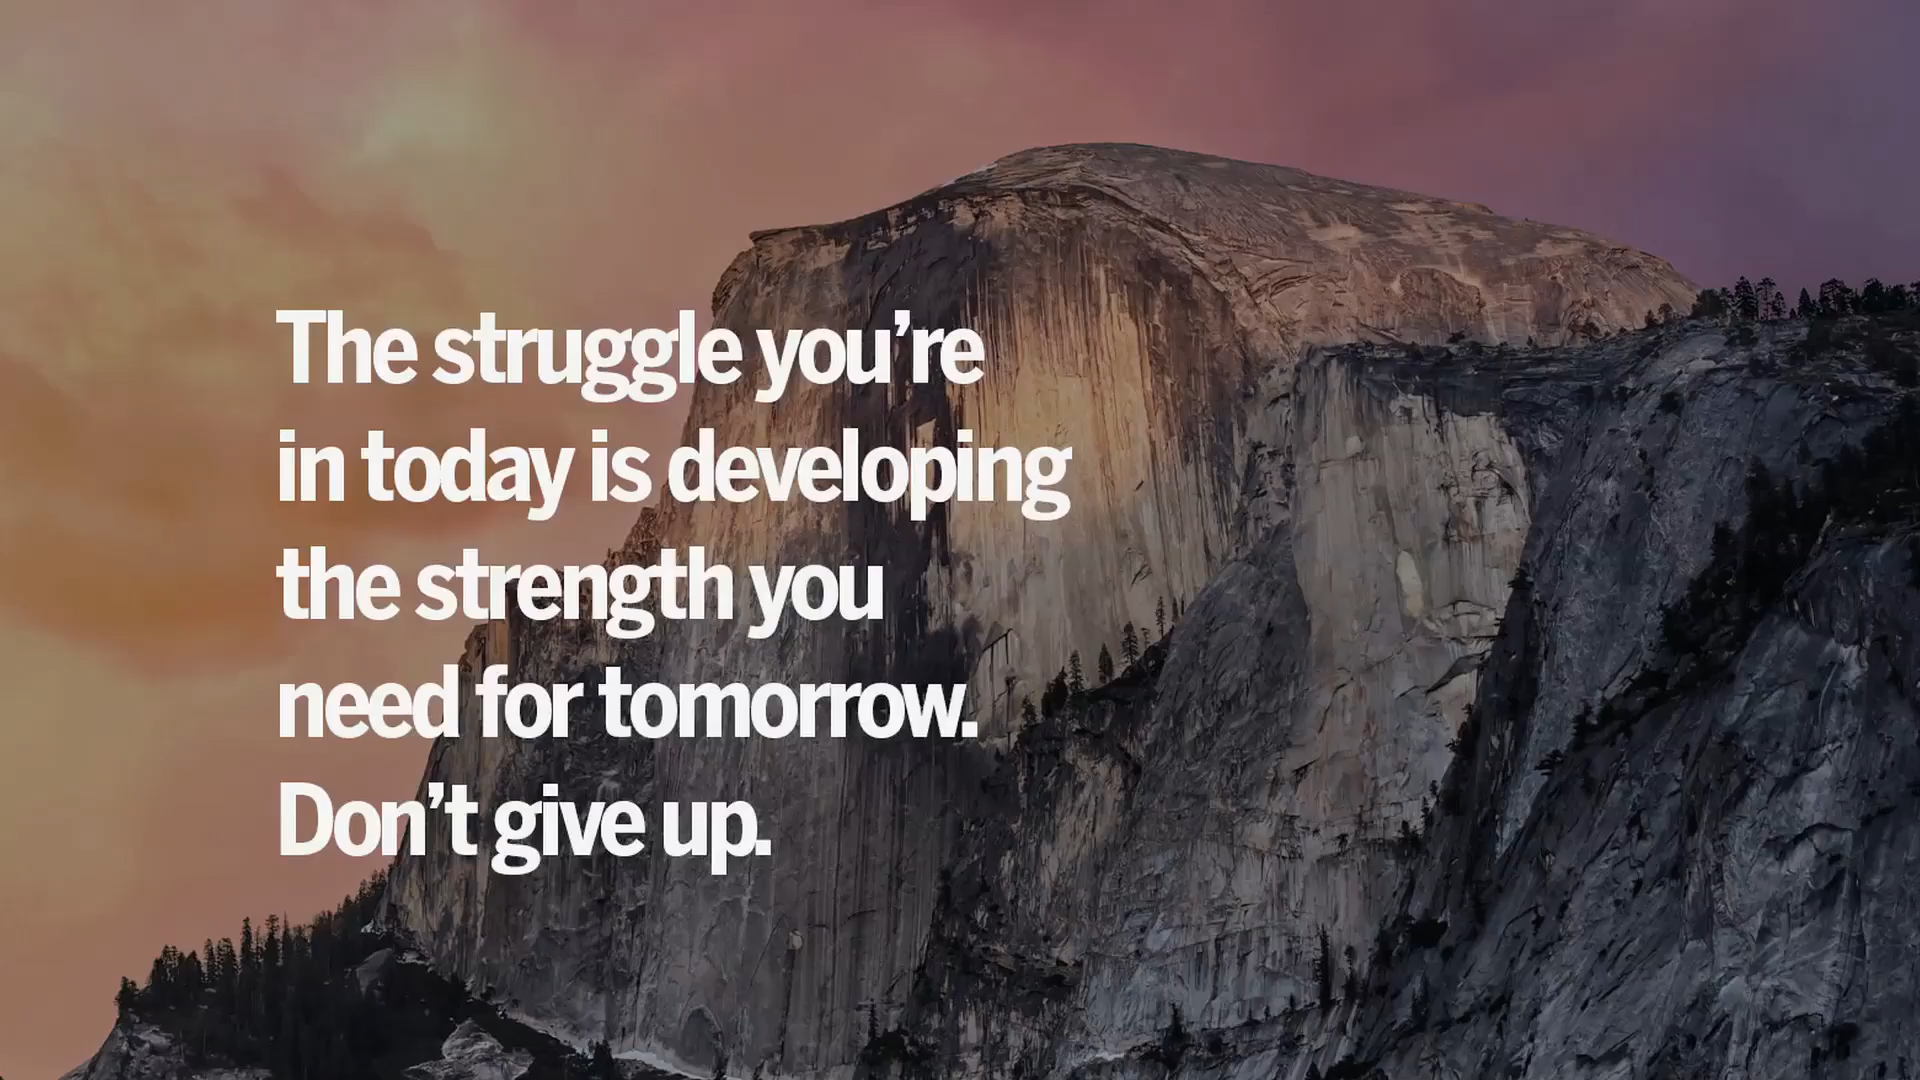 The struggle you’re
in today is developing
the strength you
need for tomorrow.
Don’t give up.